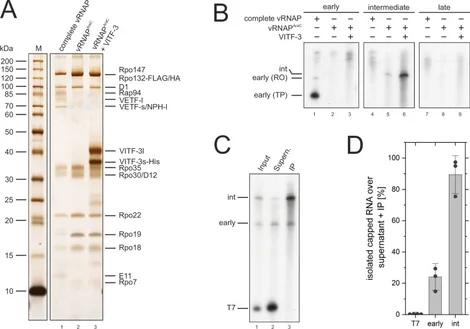 A
kDa
M
complete vRNAP
vRNAP
vRNAP
+ VITF-3
200
150
120
100
85
70
60
50
40
30
25
20
15
10
Rpo147
Rpo132-FLAG/HA
D1
Rap94
VETF-l
VETF-s/NPH-I
VITF-3l
VITF-3s-His
Rpo35
Rpo30/D12
Rpo22
Rpo19
Rpo18
E11
Rpo7
1 2 3
B
early intermediate late
complete vRNAP + − − + − − + − −
vRNAP − + + − + + − + +
VITF-3 − − + − − + − − +
int
early (RO)
early (TP)
1 2 3 4 5 6 7 8 9
C
Input Supern. IP
int
early
T7
1 2 3
D
isolated capped RNA over
supernatant + IP [%]
100
80
60
40
20
0
T7 early int